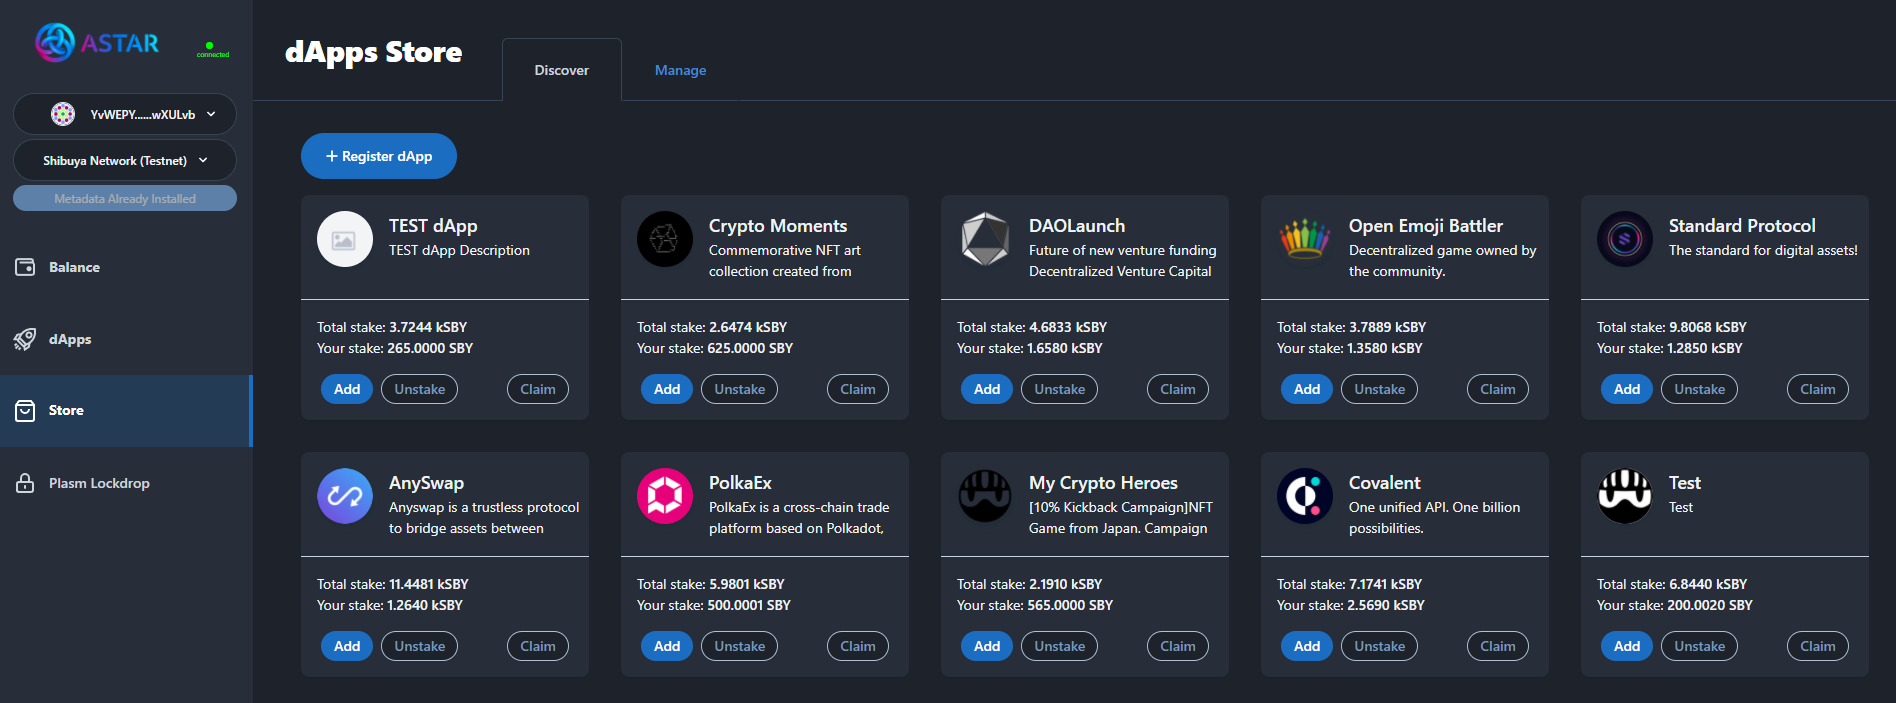 ASTAR
connected
YvWEPY......wXULvb
Shibuya Network (Testnet)
Metadata Already Installed
Balance
dApps
Store
Plasm Lockdrop
dApps Store
Discover
Manage
+ Register dApp
TEST dApp
TEST dApp Description
Total stake: 3.7244 kSBY
Your stake: 265.0000 SBY
Add
Unstake
Claim
Crypto Moments
Commemorative NFT art
collection created from
Total stake: 2.6474 kSBY
Your stake: 625.0000 SBY
Add
Unstake
Claim
DAOLaunch
Future of new venture funding
Decentralized Venture Capital
Total stake: 4.6833 kSBY
Your stake: 1.6580 kSBY
Add
Unstake
Claim
Open Emoji Battler
Decentralized game owned by
the community.
Total stake: 3.7889 kSBY
Your stake: 1.3580 kSBY
Add
Unstake
Claim
Standard Protocol
The standard for digital assets!
Total stake: 9.8068 kSBY
Your stake: 1.2850 kSBY
Add
Unstake
Claim
AnySwap
Anyswap is a trustless protocol
to bridge assets between
Total stake: 11.4481 kSBY
Your stake: 1.2640 kSBY
Add
Unstake
Claim
PolkaEx
PolkaEx is a cross-chain trade
platform based on Polkadot,
Total stake: 5.9801 kSBY
Your stake: 500.0001 SBY
Add
Unstake
Claim
My Crypto Heroes
[10% Kickback Campaign]NFT
Game from Japan. Campaign
Total stake: 2.1910 kSBY
Your stake: 565.0000 SBY
Add
Unstake
Claim
Covalent
One unified API. One billion
possibilities.
Total stake: 7.1741 kSBY
Your stake: 2.5690 kSBY
Add
Unstake
Claim
Test
Test
Total stake: 6.8440 kSBY
Your stake: 200.0020 SBY
Add
Unstake
Claim